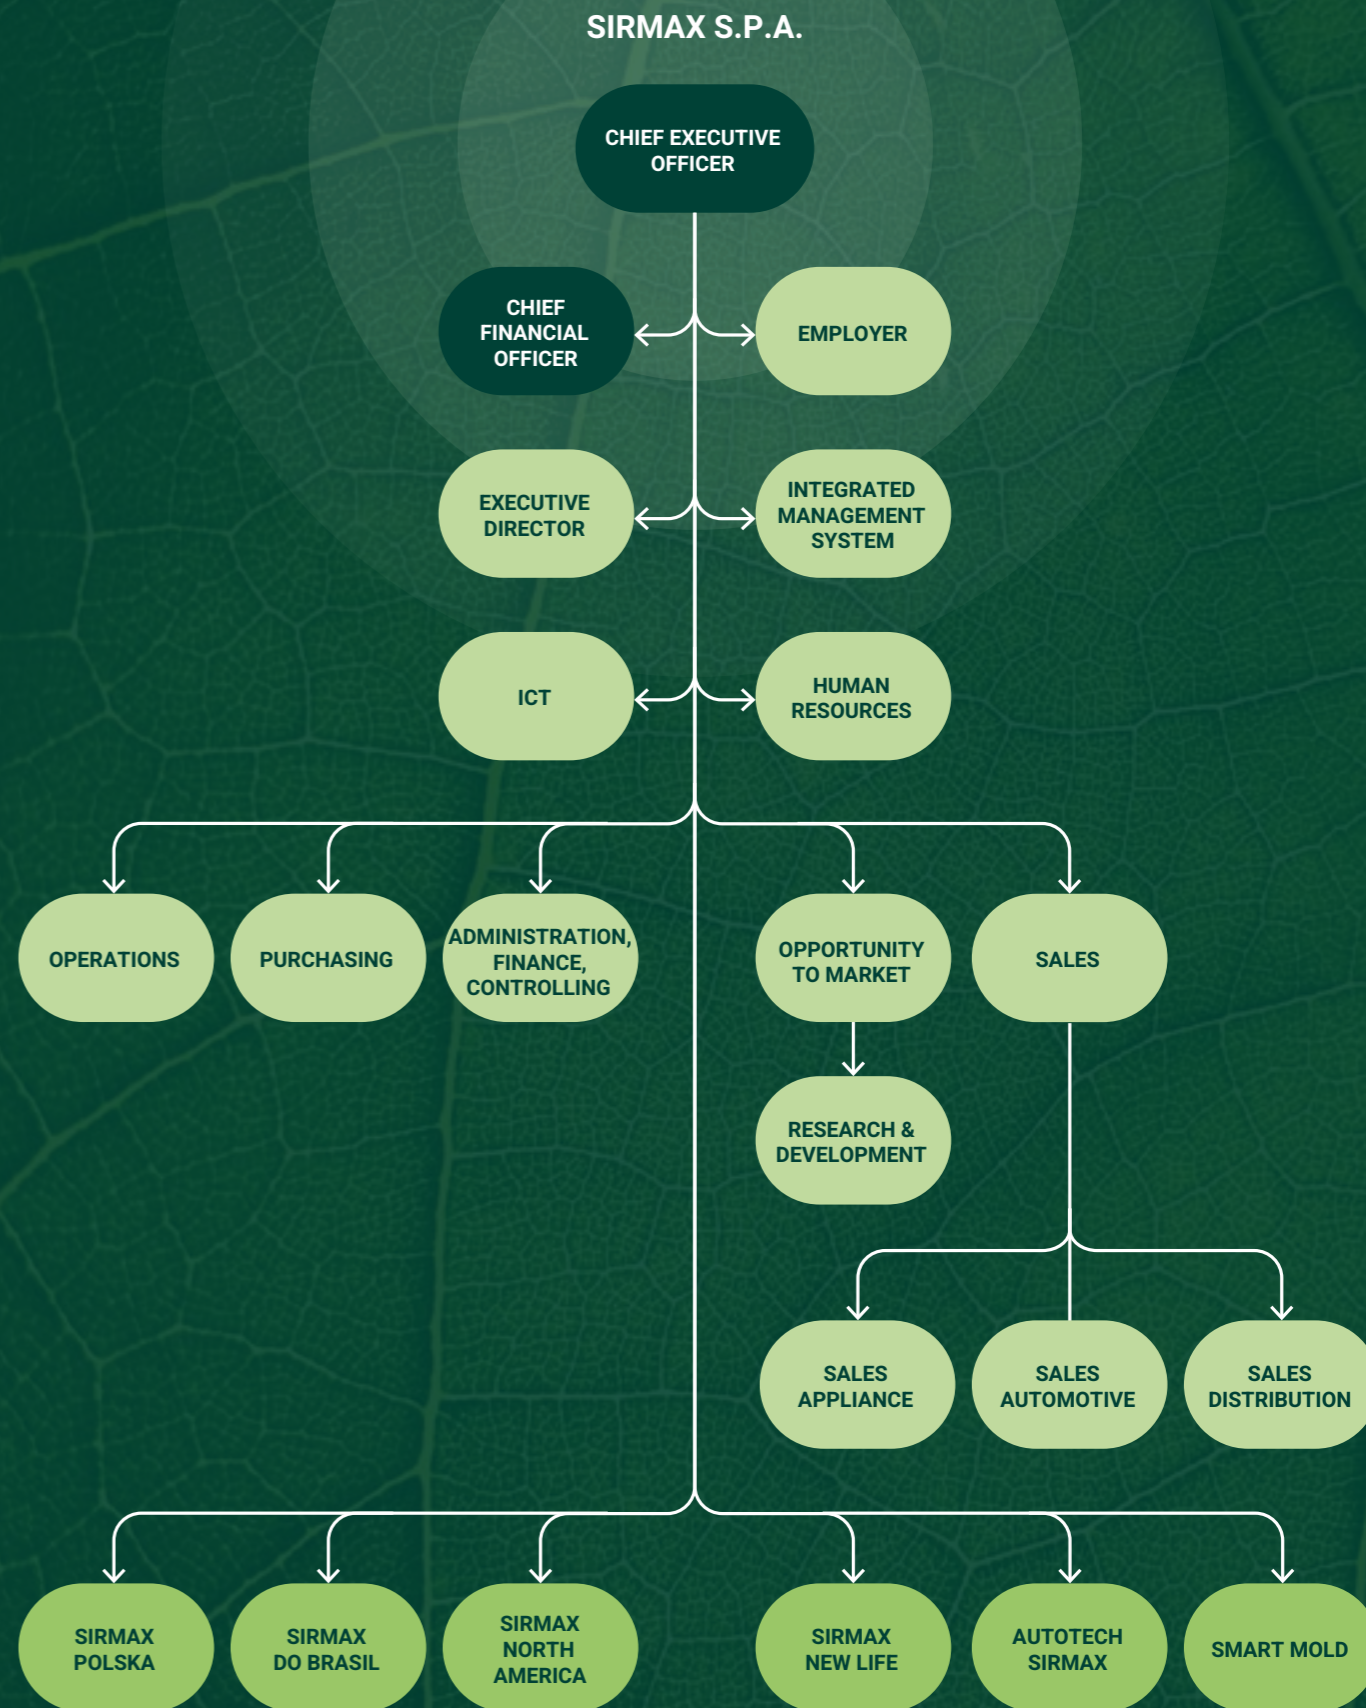 SIRMAX S.P.A.
CHIEF EXECUTIVE
OFFICER
CHIEF
FINANCIAL
OFFICER
EMPLOYER
EXECUTIVE
DIRECTOR
INTEGRATED
MANAGEMENT
SYSTEM
ICT
HUMAN
RESOURCES
OPERATIONS
PURCHASING
ADMINISTRATION,
FINANCE,
CONTROLLING
OPPORTUNITY
TO MARKET
SALES
RESEARCH &
DEVELOPMENT
SALES
APPLIANCE
SALES
AUTOMOTIVE
SALES
DISTRIBUTION
SIRMAX
POLSKA
SIRMAX
DO BRASIL
SIRMAX
NORTH
AMERICA
SIRMAX
NEW LIFE
AUTOTECH
SIRMAX
SMART MOLD